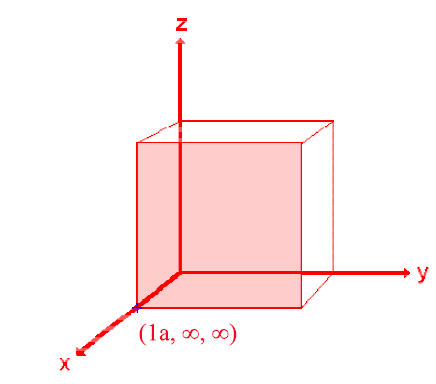 z
y
(1a, ∞, ∞)
x